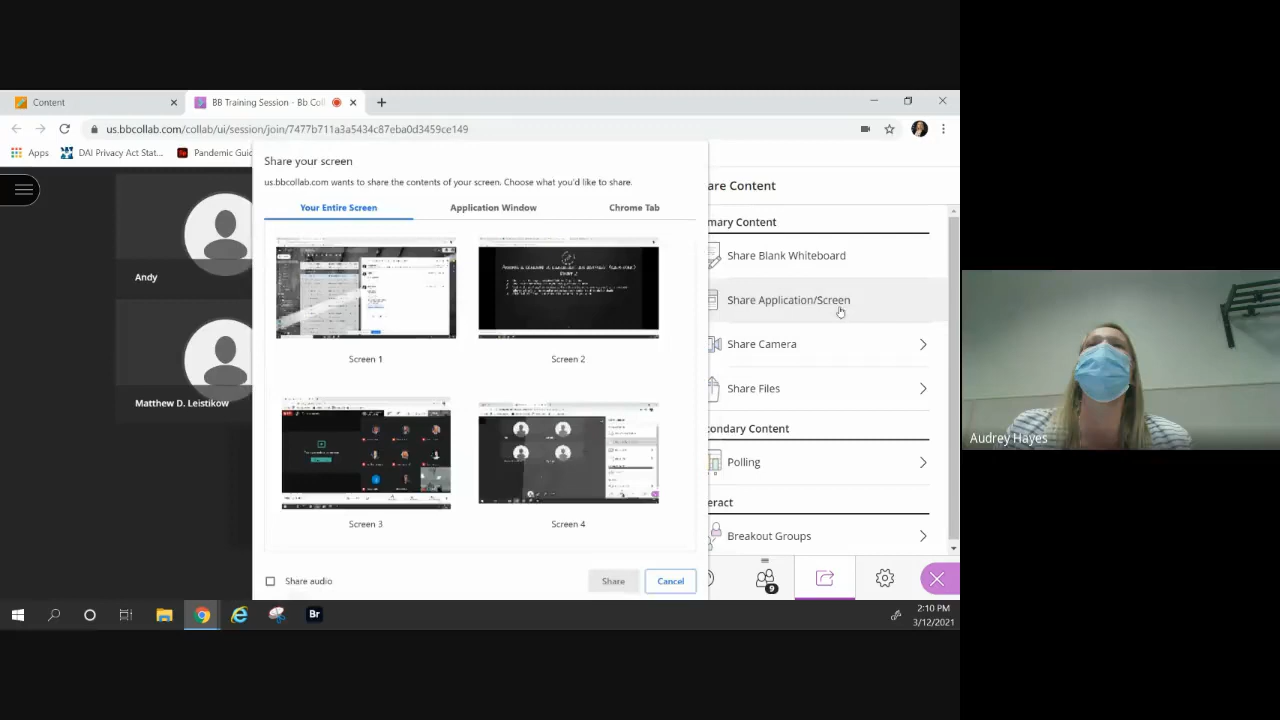 Content
BB Training Session - Bb Coll
us.bbcollab.com/collab/ui/session/join/7477b711a3a5434c87eba0d3459ce149
Apps
DAI Privacy Act Stat...
Pandemic Guid
Share your screen
us.bbcollab.com wants to share the contents of your screen. Choose what you'd like to share.
Your Entire Screen
Application Window
Chrome Tab
Screen 1
Screen 2
Screen 3
Screen 4
Share audio
Share
Cancel
Andy
Matthew D. Leistikow
are Content
mary Content
Share Blank Whiteboard
Share Application/Screen
Share Camera
Share Files
condary Content
Polling
eract
Breakout Groups
9
Br
2:10 PM
3/12/2021
Audrey Hayes